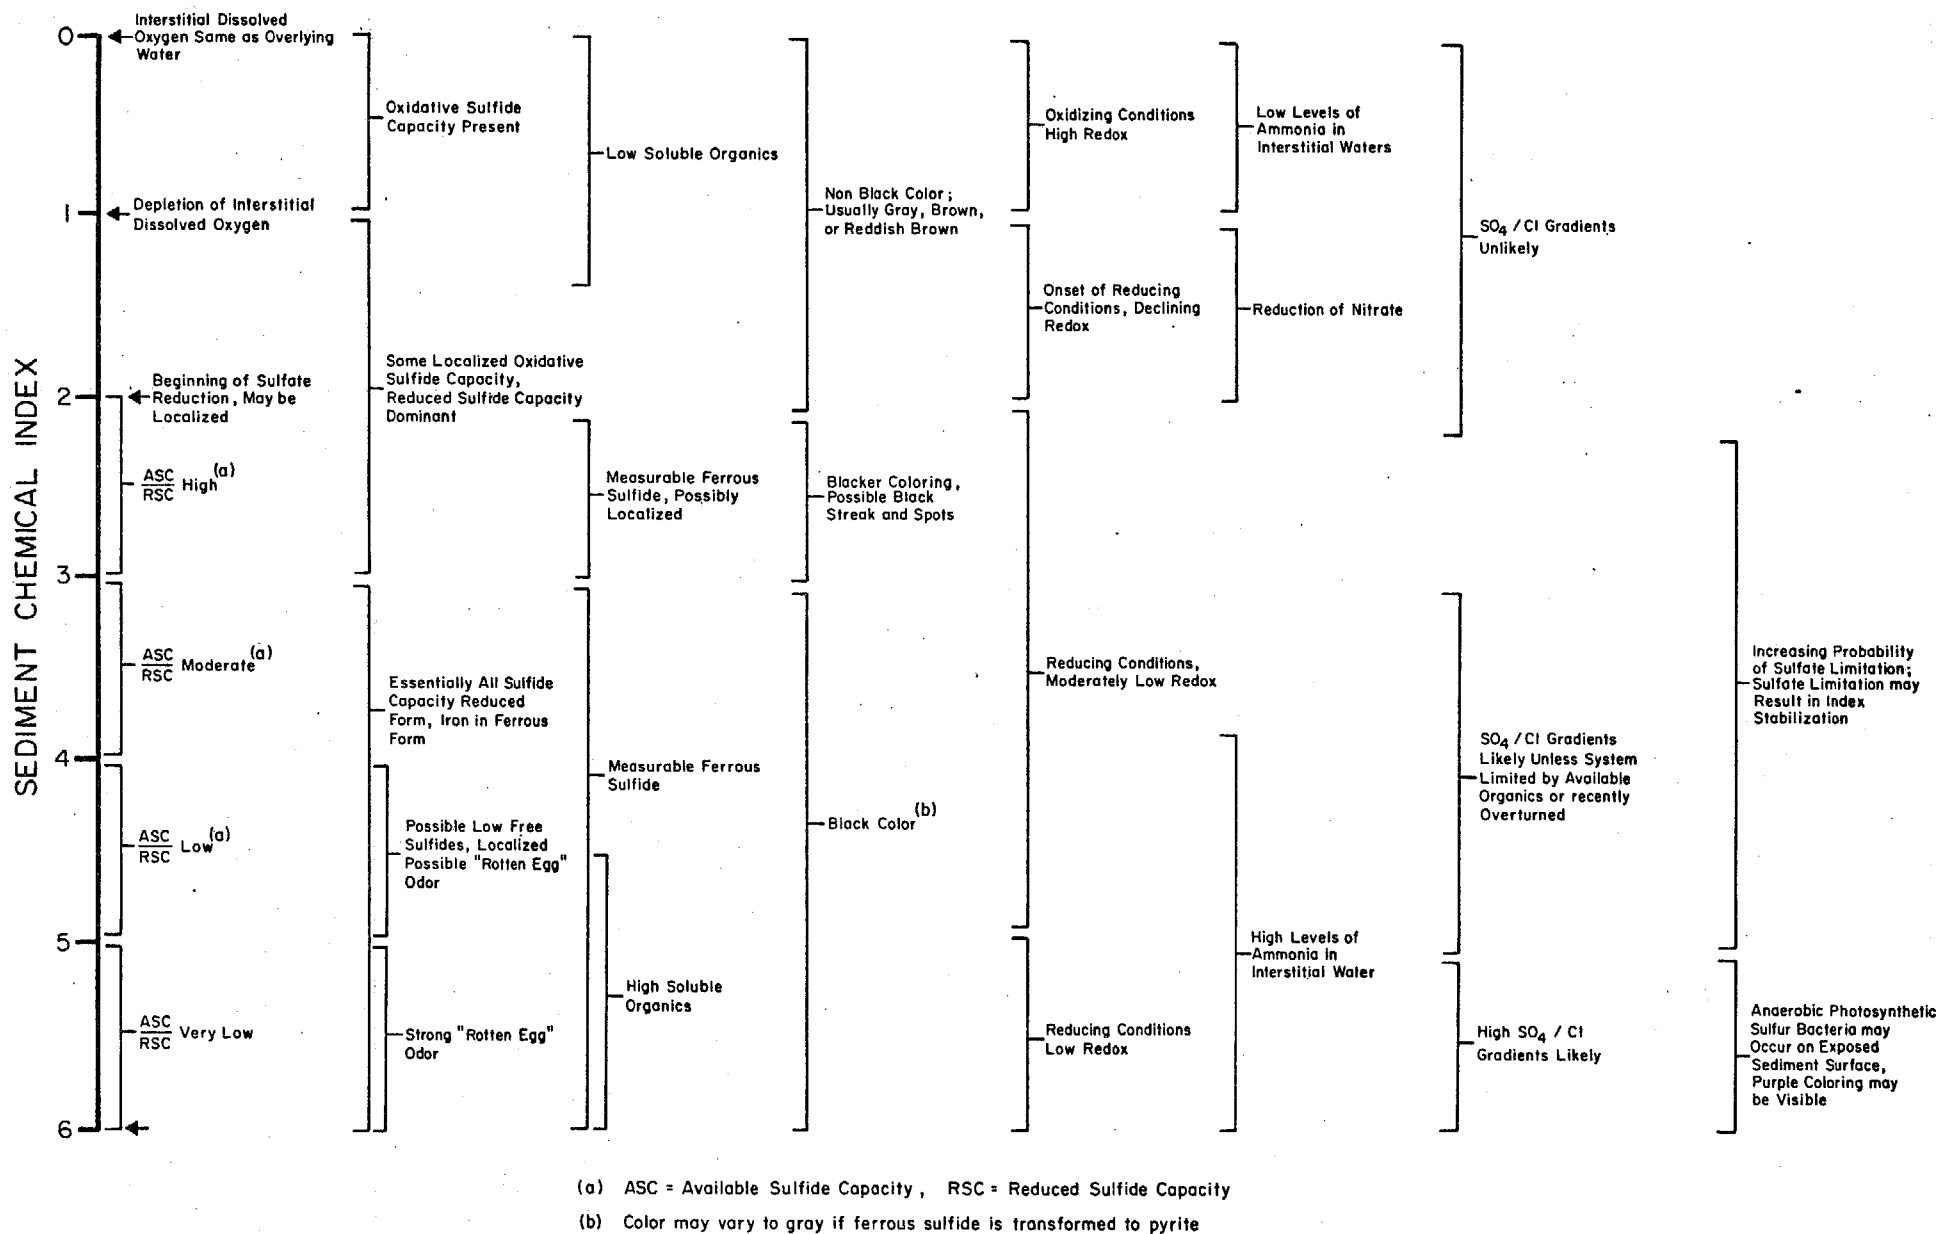 SEDIMENT CHEMICAL INDEX
0
1
2
3
4
5
6
Interstitial Dissolved
Oxygen Same as Overlying
Water
Depletion of Interstitial
Dissolved Oxygen
Beginning of Sulfate
Reduction, May be
Localized
ASC
RSC High(a)
ASC
RSC Moderate(a)
ASC
RSC Low(a)
ASC
RSC Very Low
Oxidative Sulfide
Capacity Present
Some Localized Oxidative
Sulfide Capacity,
Reduced Sulfide Capacity
Dominant
Essentially All Sulfide
Capacity Reduced
Form, Iron in Ferrous
Form
Possible Low Free
Sulfides, Localized
Possible "Rotten Egg"
Odor
Strong "Rotten Egg"
Odor
Low Soluble Organics
Measurable Ferrous
Sulfide, Possibly
Localized
Measurable Ferrous
Sulfide
High Soluble
Organics
Non Black Color;
Usually Gray, Brown,
or Reddish Brown
Blacker Coloring,
Possible Black
Streak and Spots
Black Color(b)
Oxidizing Conditions
High Redox
Onset of Reducing
Conditions, Declining
Redox
Reducing Conditions,
Moderately Low Redox
Reducing Conditions
Low Redox
Low Levels of
Ammonia in
Interstitial Waters
Reduction of Nitrate
High Levels of
Ammonia in
Interstitial Water
SO4 / Cl Gradients
Unlikely
SO4 / Cl Gradients
Likely Unless System
Limited by Available
Organics or recently
Overturned
High SO4 / Cl
Gradients Likely
Increasing Probability
of Sulfate Limitation;
Sulfate Limitation may
Result in Index
Stabilization
Anaerobic Photosynthetic
Sulfur Bacteria may
Occur on Exposed
Sediment Surface,
Purple Coloring may
be Visible
(a) ASC = Available Sulfide Capacity, RSC = Reduced Sulfide Capacity
(b) Color may vary to gray if ferrous sulfide is transformed to pyrite